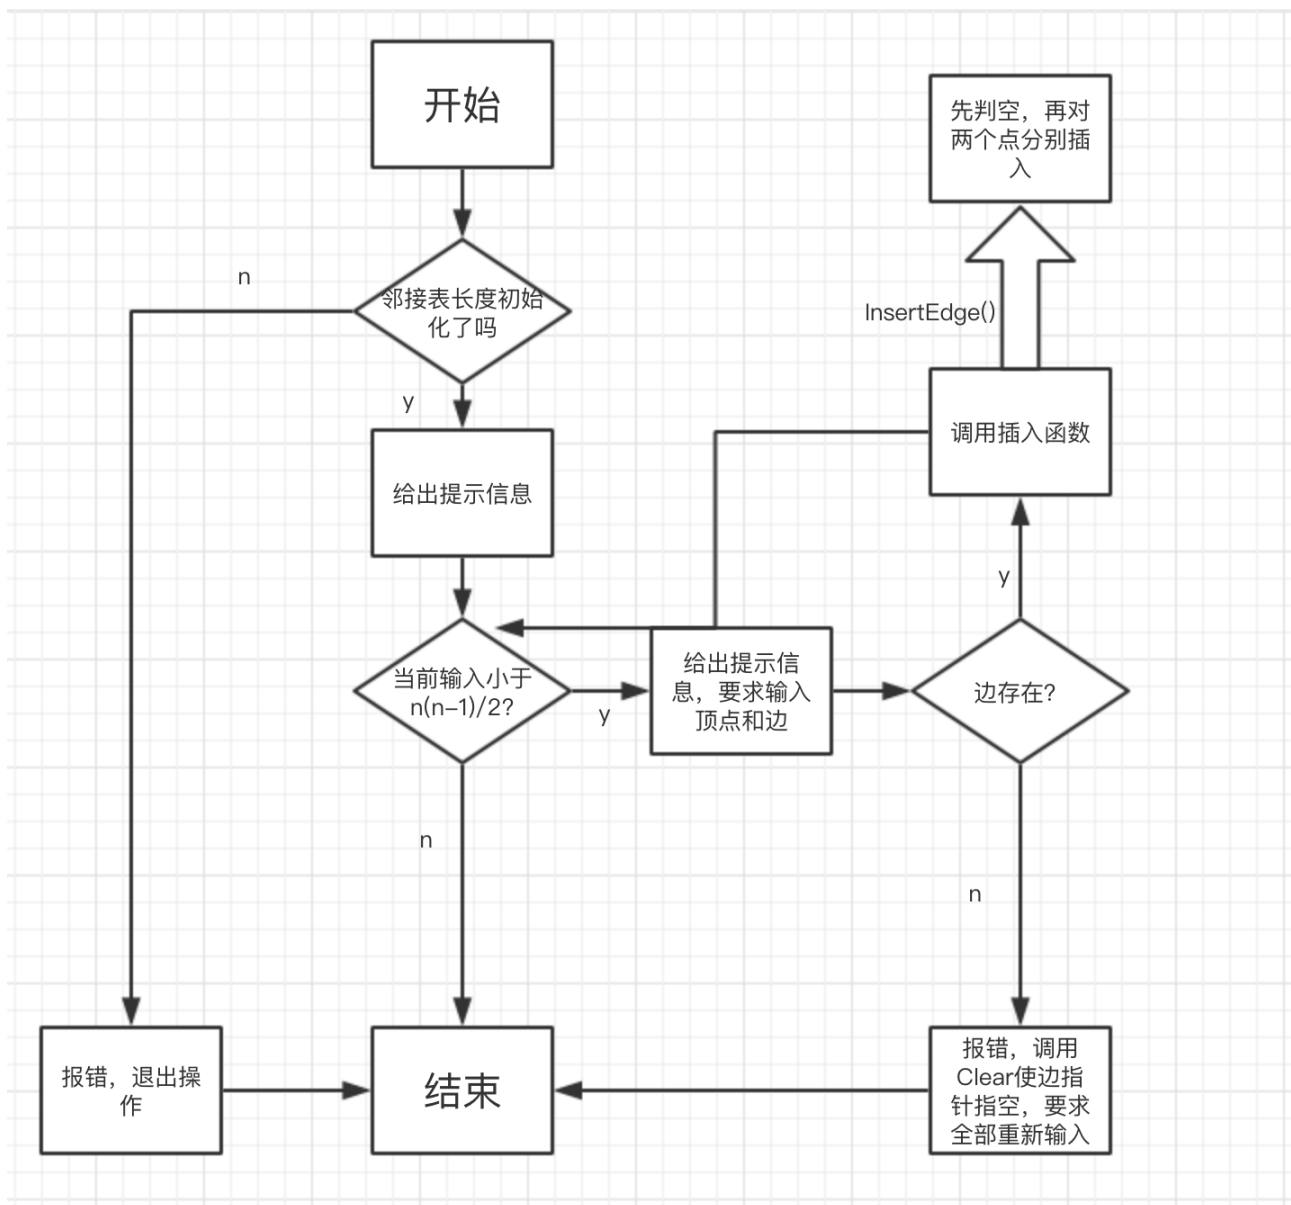 开始
先判空，再对
两个点分别插
入
n
邻接表长度初始
化了吗
InsertEdge()
y
给出提示信息
调用插入函数
y
当前输入小于
n(n-1)/2?
y
给出提示信
息，要求输入
顶点和边
边存在?
n
n
报错，退出操
作
结束
报错，调用
Clear使边指
针指空，要求
全部重新输入